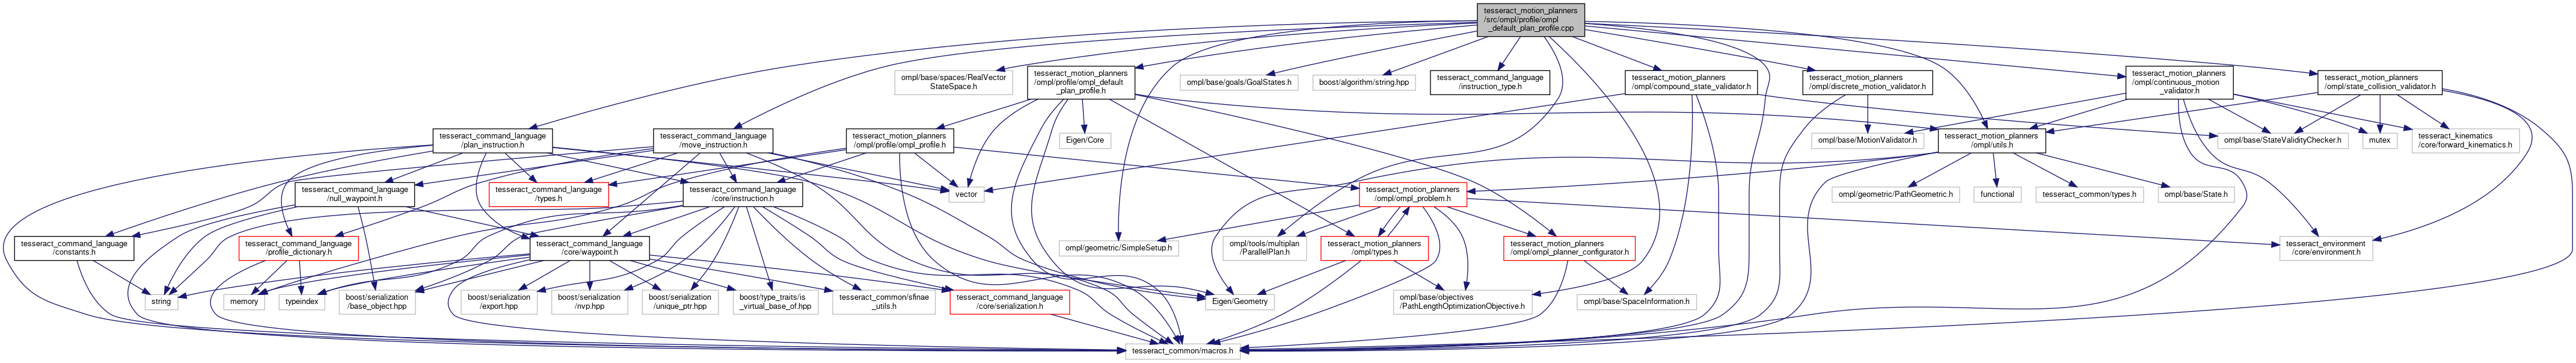 tesseract_motion_planners
/src/ompl/profile/ompl
_default_plan_profile.cpp
ompl/base/spaces/RealVector
StateSpace.h
tesseract_motion_planners
/ompl/profile/ompl_default
_plan_profile.h
ompl/base/goals/GoalStates.h
boost/algorithm/string.hpp
tesseract_command_language
/instruction_type.h
tesseract_motion_planners
/ompl/compound_state_validator.h
tesseract_motion_planners
/ompl/discrete_motion_validator.h
tesseract_motion_planners
/ompl/continuous_motion
_validator.h
tesseract_motion_planners
/ompl/state_collision_validator.h
tesseract_command_language
/plan_instruction.h
tesseract_command_language
/move_instruction.h
tesseract_motion_planners
/ompl/profile/ompl_profile.h
Eigen/Core
ompl/base/MotionValidator.h
tesseract_motion_planners
/ompl/utils.h
ompl/base/StateValidityChecker.h
mutex
tesseract_kinematics
/core/forward_kinematics.h
tesseract_command_language
/null_waypoint.h
tesseract_command_language
/types.h
tesseract_command_language
/core/instruction.h
vector
tesseract_motion_planners
/ompl/ompl_problem.h
ompl/geometric/PathGeometric.h
functional
tesseract_common/types.h
ompl/base/State.h
tesseract_command_language
/constants.h
tesseract_command_language
/profile_dictionary.h
tesseract_command_language
/core/waypoint.h
ompl/geometric/SimpleSetup.h
ompl/tools/multiplan
/ParallelPlan.h
tesseract_motion_planners
/ompl/types.h
tesseract_motion_planners
/ompl/ompl_planner_configurator.h
tesseract_environment
/core/environment.h
string
memory
typeindex
boost/serialization
/base_object.hpp
boost/serialization
/export.hpp
boost/serialization
/nvp.hpp
boost/serialization
/unique_ptr.hpp
boost/type_traits/is
_virtual_base_of.hpp
tesseract_common/sfinae
_utils.h
tesseract_command_language
/core/serialization.h
Eigen/Geometry
ompl/base/objectives
/PathLengthOptimizationObjective.h
ompl/base/SpaceInformation.h
tesseract_common/macros.h